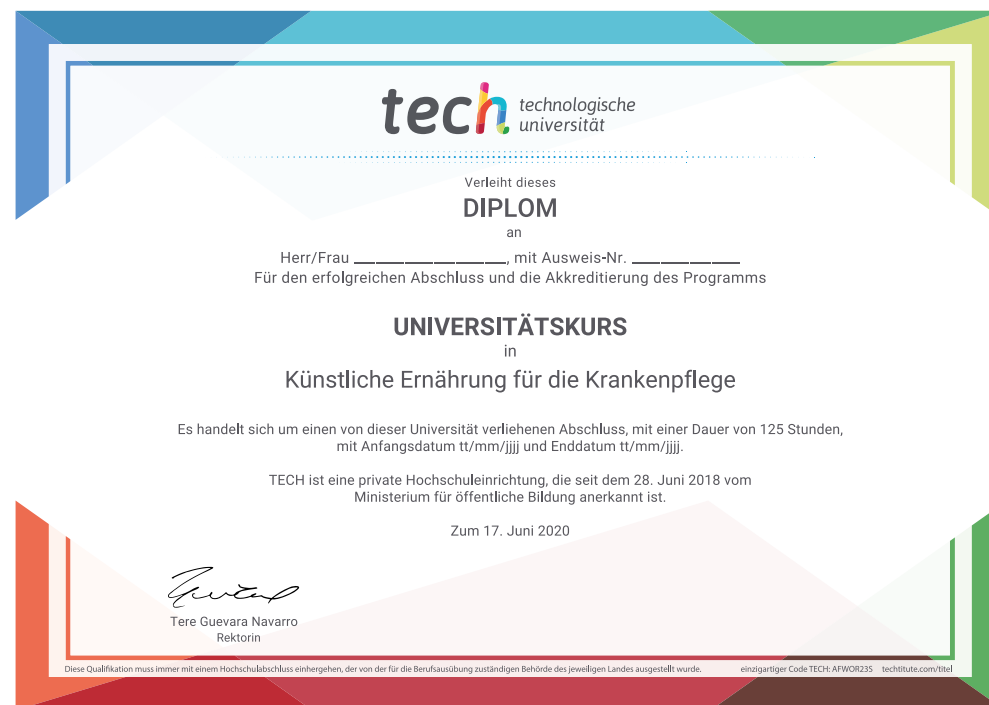 tech technologische
universität
Verleiht dieses
DIPLOM
an
Herr/Frau ____________, mit Ausweis-Nr. ____________
Für den erfolgreichen Abschluss und die Akkreditierung des Programms
UNIVERSITÄTSKURS
in
Künstliche Ernährung für die Krankenpflege
Es handelt sich um einen von dieser Universität verliehenen Abschluss, mit einer Dauer von 125 Stunden,
mit Anfangsdatum tt/mm/jjjj und Enddatum tt/mm/jjjj.
TECH ist eine private Hochschuleinrichtung, die seit dem 28. Juni 2018 vom
Ministerium für öffentliche Bildung anerkannt ist.
Zum 17. Juni 2020
Tere Guevara Navarro
Rektorin
Diese Qualifikation muss immer mit einem Hochschulabschluss einhergehen, der von der für die Berufsausübung zuständigen Behörde des jeweiligen Landes ausgestellt wurde. einzigartiger Code TECH: AFWOR23S techtitute.com/titel